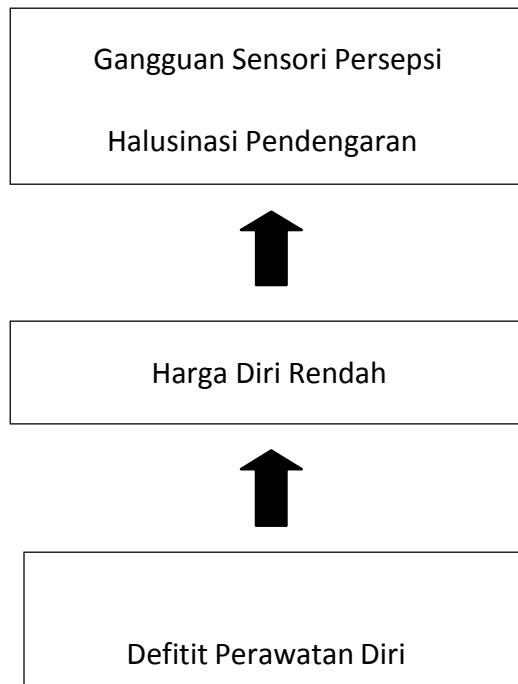 Gangguan Sensori Persepsi
Halusinasi Pendengaran
Harga Diri Rendah
Defitit Perawatan Diri